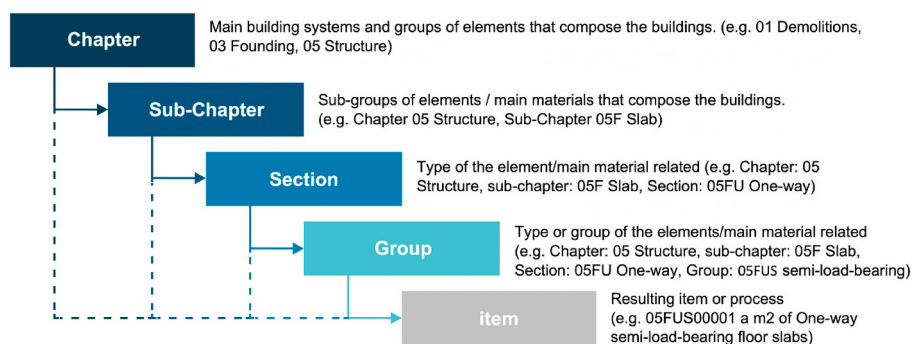 Chapter
Main building systems and groups of elements that compose the buildings. (e.g. 01 Demolitions,
03 Founding, 05 Structure)
Sub-Chapter
Sub-groups of elements / main materials that compose the buildings.
(e.g. Chapter 05 Structure, Sub-Chapter 05F Slab)
Section
Type of the element/main material related (e.g. Chapter: 05
Structure, sub-chapter: 05F Slab, Section: 05FU One-way)
Group
Type or group of the elements/main material related
(e.g. Chapter: 05 Structure, sub-chapter: 05F Slab,
Section: 05FU One-way, Group: 05FUS semi-load-bearing)
item
Resulting item or process
(e.g. 05FUS00001 a m2 of One-way
semi-load-bearing floor slabs)